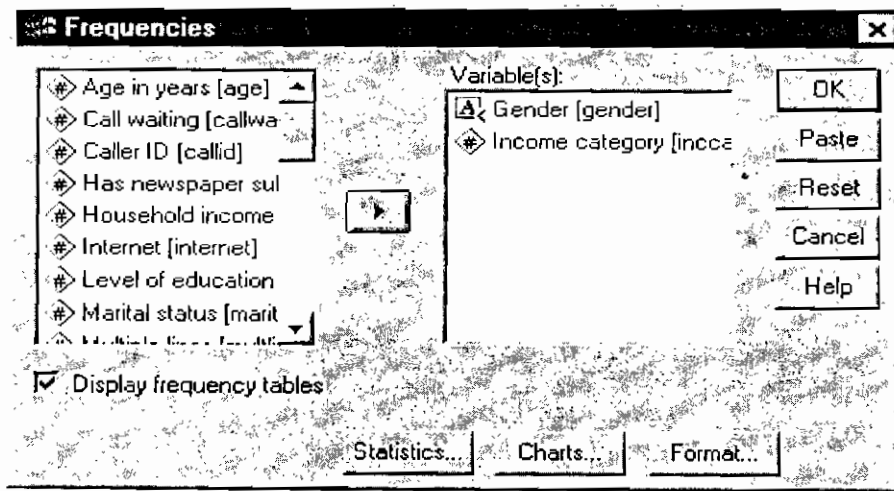 Frequencies
Age in years [age]
Call waiting [callwa
Caller ID [callid]
Has newspaper sul
Household income
Internet [internet]
Level of education
Marital status [marit
Variable(s):
Gender [gender]
Income category [incca
OK
Paste
Reset
Cancel
Help
Display frequency tables
Statistics...
Charts...
Format...